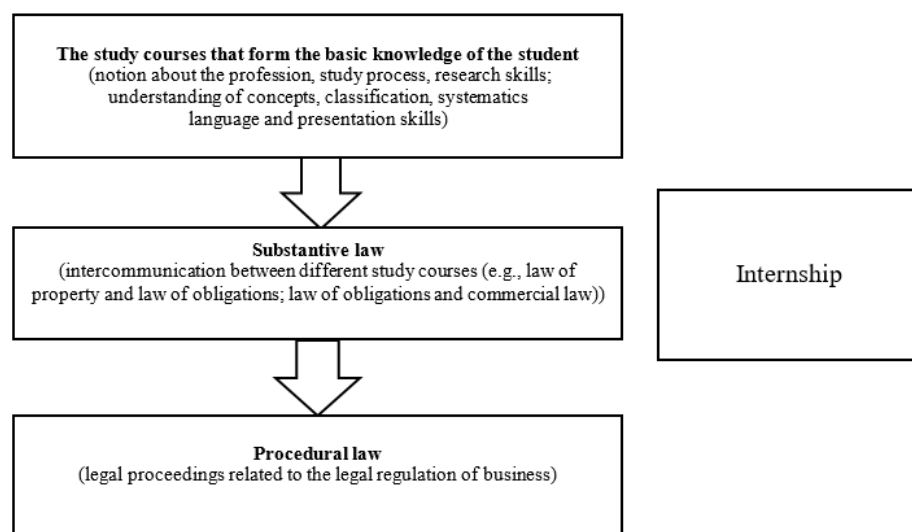 The study courses that form the basic knowledge of the student
(notion about the profession, study process, research skills;
understanding of concepts, classification, systematics
language and presentation skills)
Substantive law
(intercommunication between different study courses (e.g., law of
property and law of obligations; law of obligations and commercial law))
Internship
Procedural law
(legal proceedings related to the legal regulation of business)